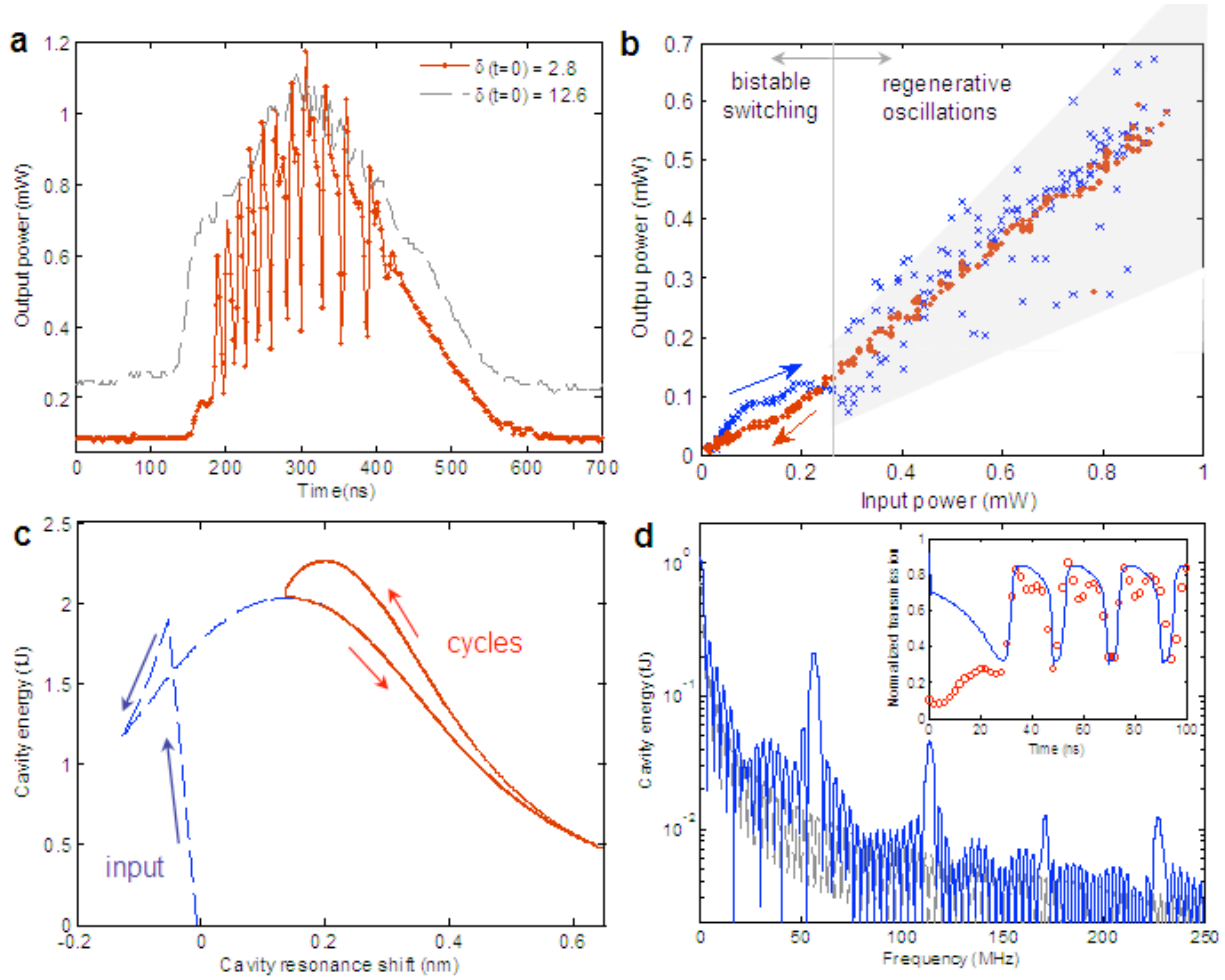 a
1.2
1
0.8
0.6
0.4
0.2
0
100
200
300
400
500
600
700
Time(ns)
Output power (mW)
δ(t=0) = 2.8
δ(t=0) = 12.6
b
0.7
0.6
0.5
0.4
0.3
0.2
0.1
0
0
0.2
0.4
0.6
0.8
1
Input power (mW)
Outpu power (mW)
bistable
switching
regenerative
oscillations
c
2.5
2
1.5
1
0.5
0
-0.2
0
0.2
0.4
0.6
Cavity resonance shift (nm)
Cavity energy (fJ)
cycles
input
d
10^0
10^-1
10^-2
0
50
100
150
200
250
Frequency (MHz)
Cavity energy (fJ)
1
0.8
0.6
0.4
0.2
0
0
20
40
60
80
100
Time (ns)
Normalized transmission